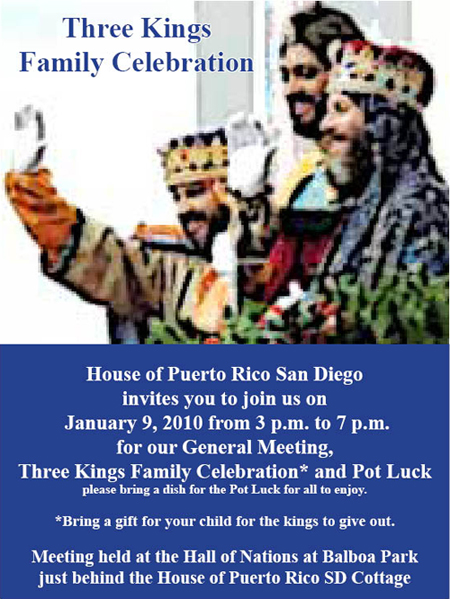 Three Kings
Family Celebration
House of Puerto Rico San Diego
invites you to join us on
January 9, 2010 from 3 p.m. to 7 p.m.
for our General Meeting,
Three Kings Family Celebration* and Pot Luck
please bring a dish for the Pot Luck for all to enjoy.
*Bring a gift for your child for the kings to give out.
Meeting held at the Hall of Nations at Balboa Park
just behind the House of Puerto Rico SD Cottage